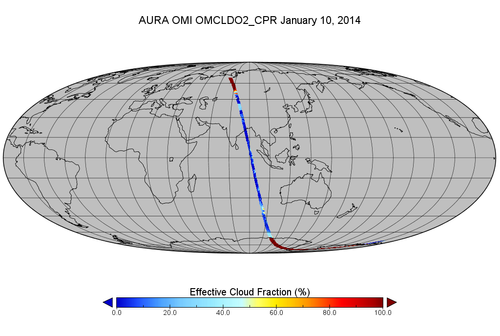 AURA OMI OMCLDO2_CPR January 10, 2014
Effective Cloud Fraction (%)
0.0 20.0 40.0 60.0 80.0 100.0